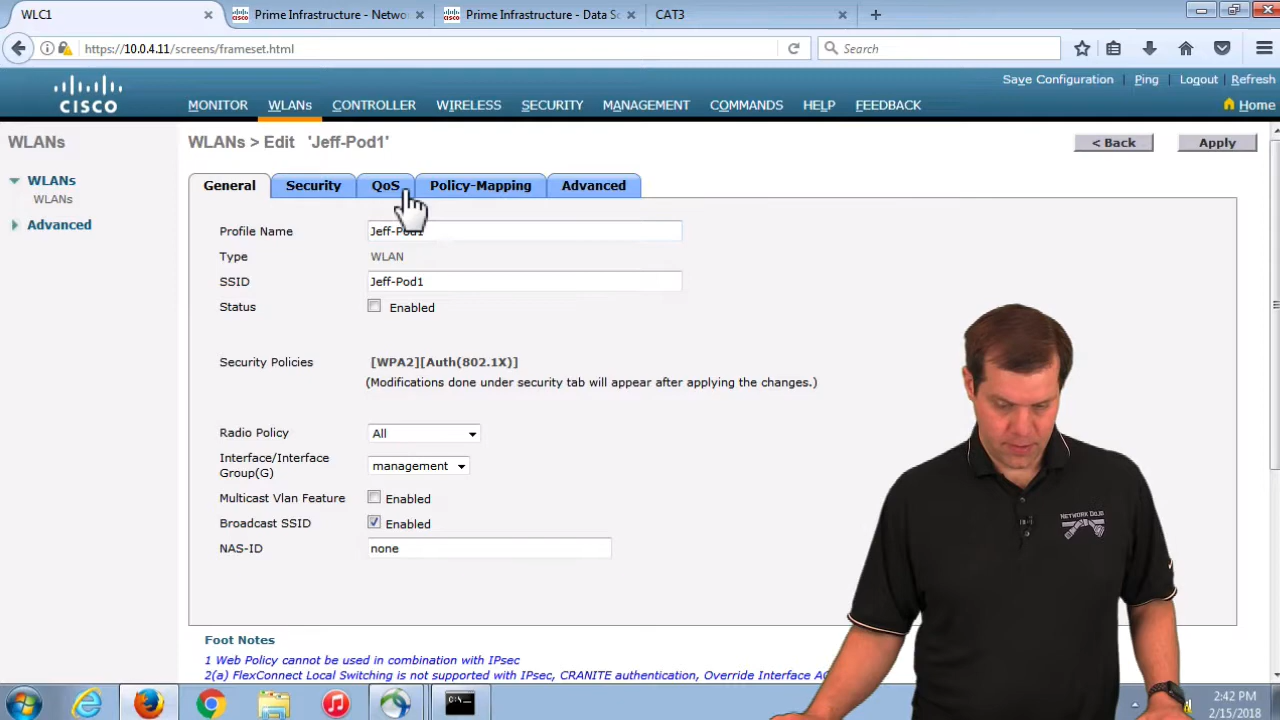 WLC1
Prime Infrastructure - Netwo
Prime Infrastructure - Data So
CAT3
https://10.0.4.11/screens/frameset.html
Search
Save Configuration
Ping
Logout
Refresh
CISCO
MONITOR
WLANs
CONTROLLER
WIRELESS
SECURITY
MANAGEMENT
COMMANDS
HELP
FEEDBACK
Home
WLANs
WLANs > Edit 'Jeff-Pod1'
< Back
Apply
WLANs
WLANs
Advanced
General
Security
QoS
Policy-Mapping
Advanced
Profile Name
Jeff-Pod1
Type
WLAN
SSID
Jeff-Pod1
Status
Enabled
Security Policies
[WPA2][Auth(802.1X)]
(Modifications done under security tab will appear after applying the changes.)
Radio Policy
All
Interface/Interface
Group(G)
management
Multicast Vlan Feature
Enabled
Broadcast SSID
Enabled
NAS-ID
none
NETWORK DOJO
Foot Notes
1 Web Policy cannot be used in combination with IPsec
2(a) FlexConnect Local Switching is not supported with IPsec, CRANITE authentication, Override Interface AC
2:42 PM
2/15/2018